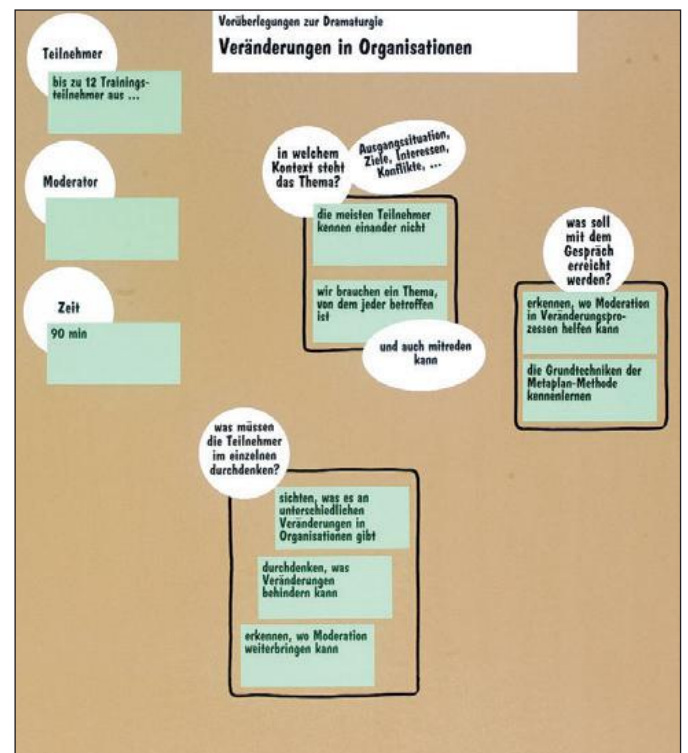 Vorüberlegungen zur Dramaturgie
Veränderungen in Organisationen
Teilnehmer
bis zu 12 Trainings-
teilnehmer aus ...
Moderator
Zeit
90 min
in welchem
Kontext steht
das Thema?
Ausgangssituation,
Ziele, Interessen,
Konflikte, ...
die meisten Teilnehmer
kennen einander nicht
wir brauchen ein Thema,
von dem jeder betroffen
ist
und auch mitreden
kann
was soll
mit dem
Gespräch
erreicht
werden?
erkennen, wo Moderation
in Veränderungspro-
zessen helfen kann
die Grundtechniken der
Metaplan-Methode
kennenlernen
was müssen
die Teilnehmer
im einzelnen
durchdenken?
sichten, was es an
unterschiedlichen
Veränderungen in
Organisationen gibt
durchdenken, was
Veränderungen
behindern kann
erkennen, wo Moderation
weiterbringen kann